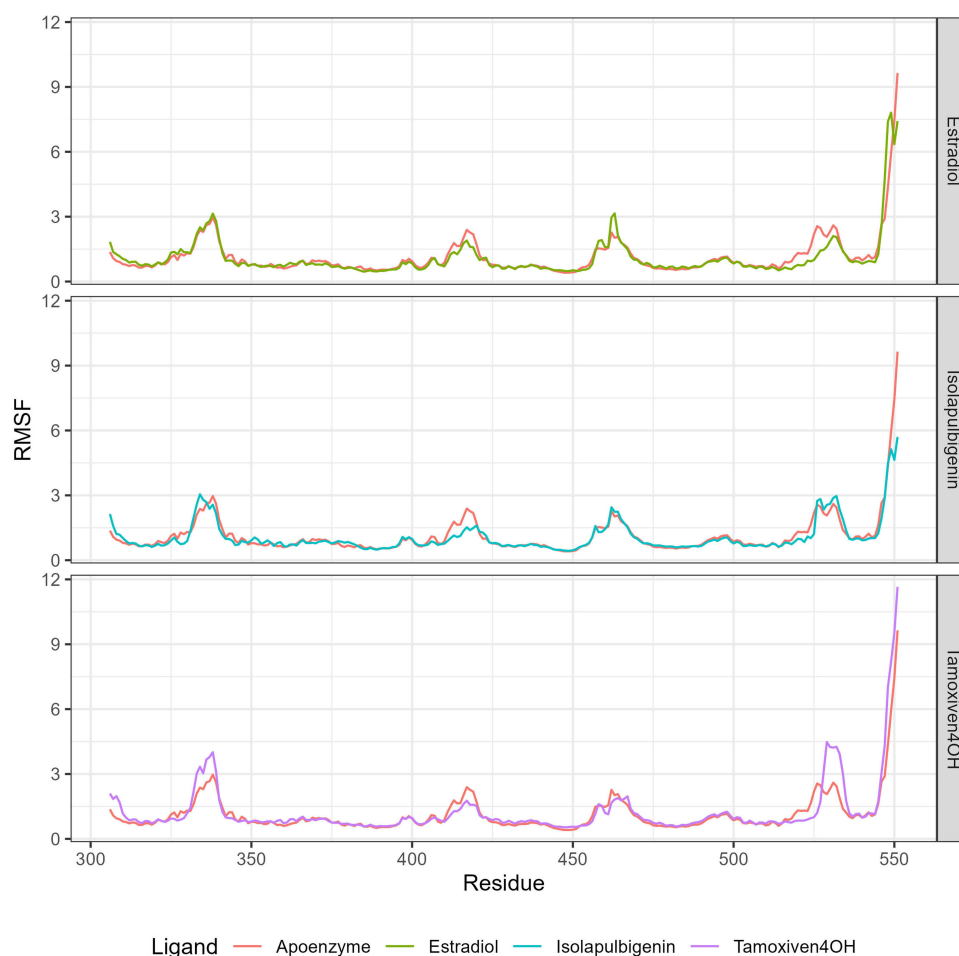 12
9
6
3
0
Estradiol
12
9
6
3
0
Isolapulbigenin
12
9
6
3
0
Tamoxiven4OH
RMSF
300 350 400 450 500 550
Residue
Ligand Apoenzyme Estradiol Isolapulbigenin Tamoxiven4OH